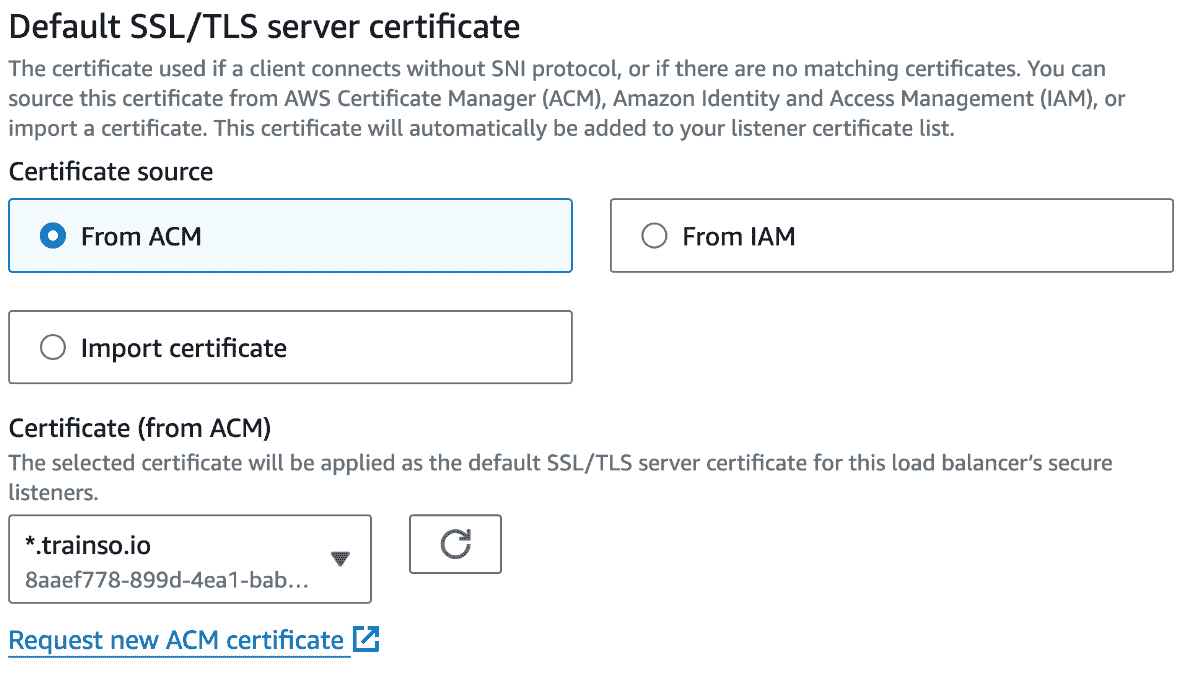 Default SSL/TLS server certificate
The certificate used if a client connects without SNI protocol, or if there are no matching certificates. You can
source this certificate from AWS Certificate Manager (ACM), Amazon Identity and Access Management (IAM), or
import a certificate. This certificate will automatically be added to your listener certificate list.
Certificate source
From ACM
From IAM
Import certificate
Certificate (from ACM)
The selected certificate will be applied as the default SSL/TLS server certificate for this load balancer’s secure
listeners.
*.trainso.io
8aaef778-899d-4ea1-bab...
Request new ACM certificate